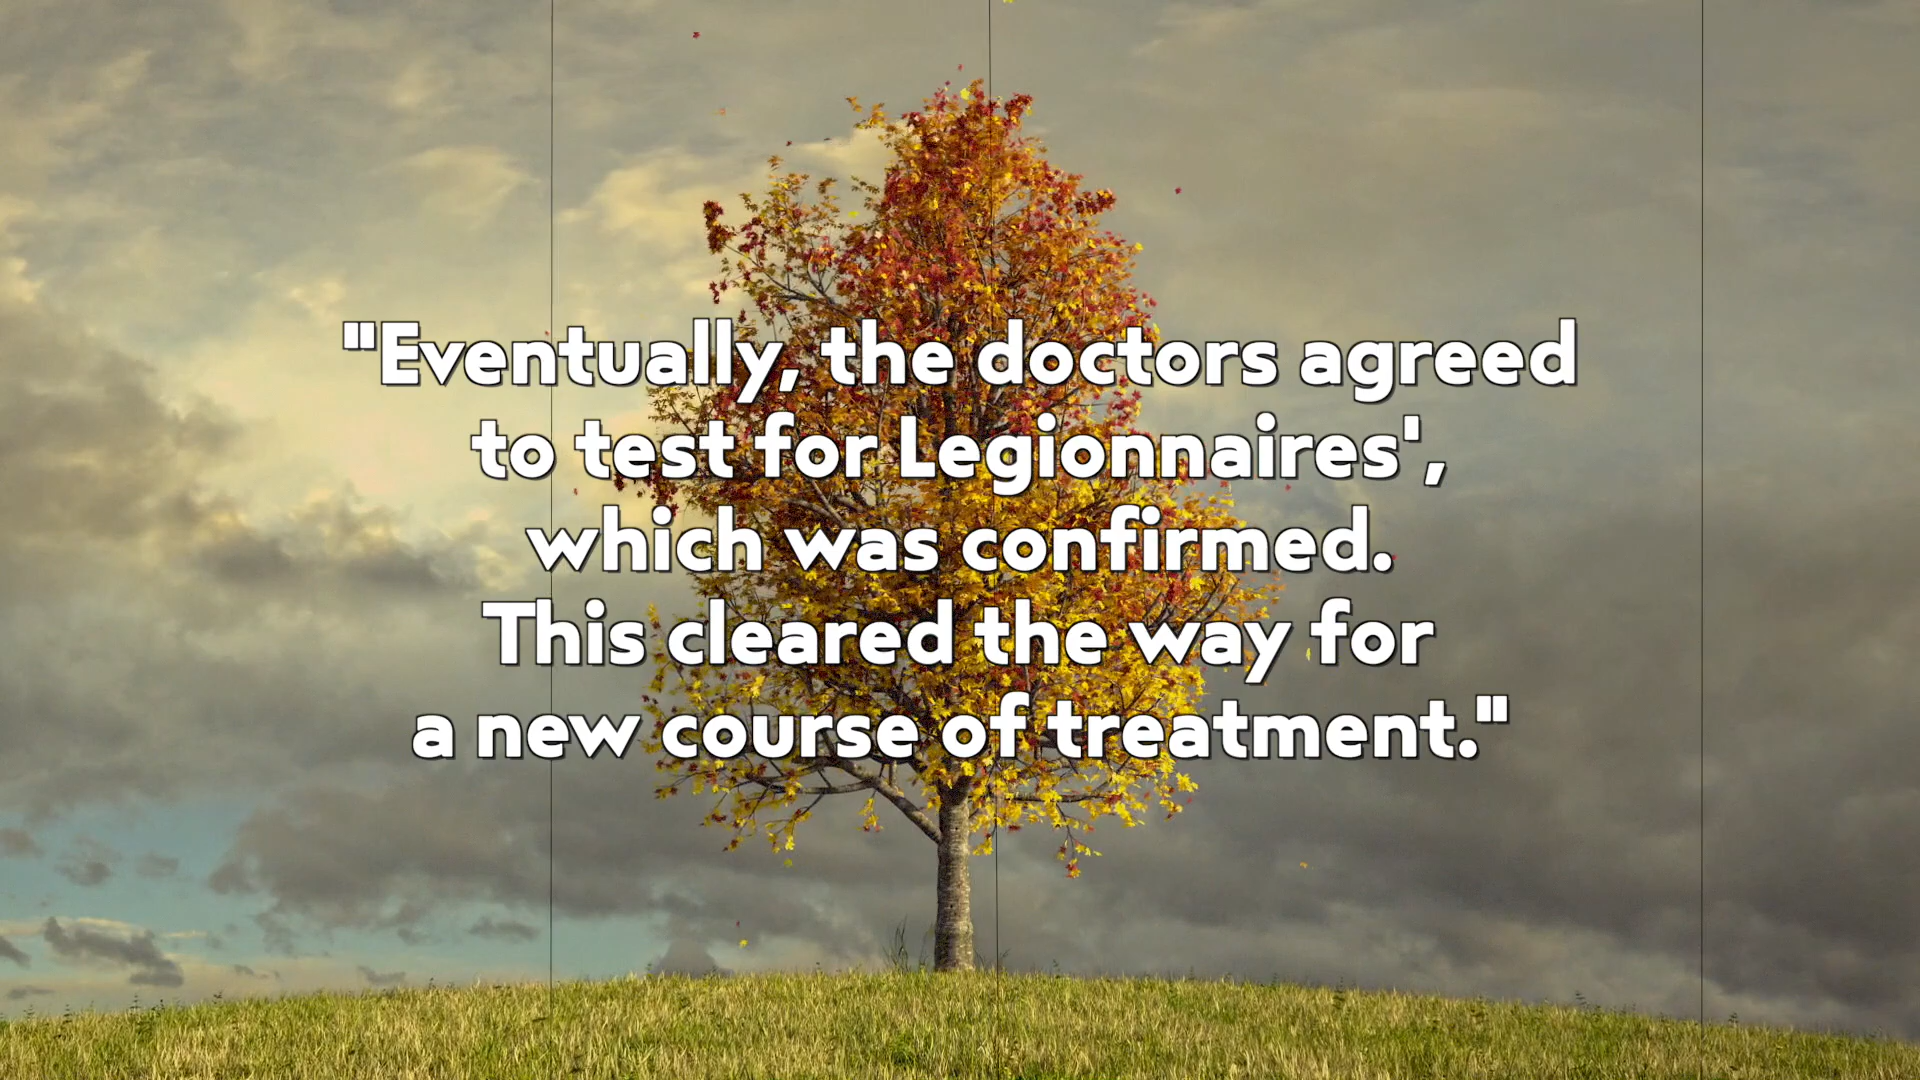 "Eventually, the doctors agreed
to test for Legionnaires',
which was confirmed.
This cleared the way for
a new course of treatment."